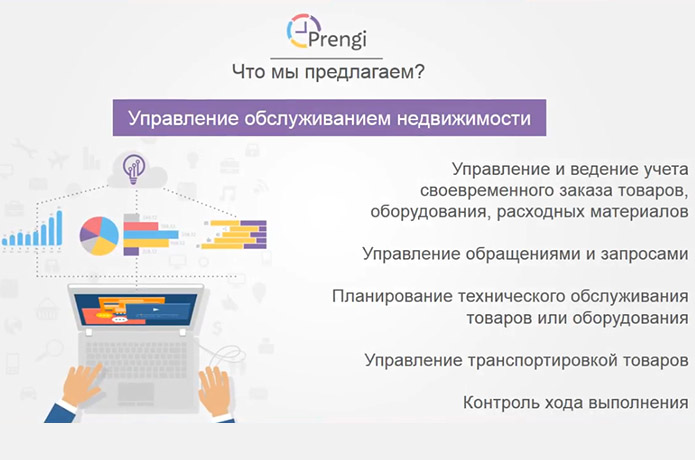 Prengi
Что мы предлагаем?
Управление обслуживанием недвижимости
Управление и ведение учета
своевременного заказа товаров,
оборудования, расходных материалов
Управление обращениями и запросами
Планирование технического обслуживания
товаров или оборудования
Управление транспортировкой товаров
Контроль хода выполнения